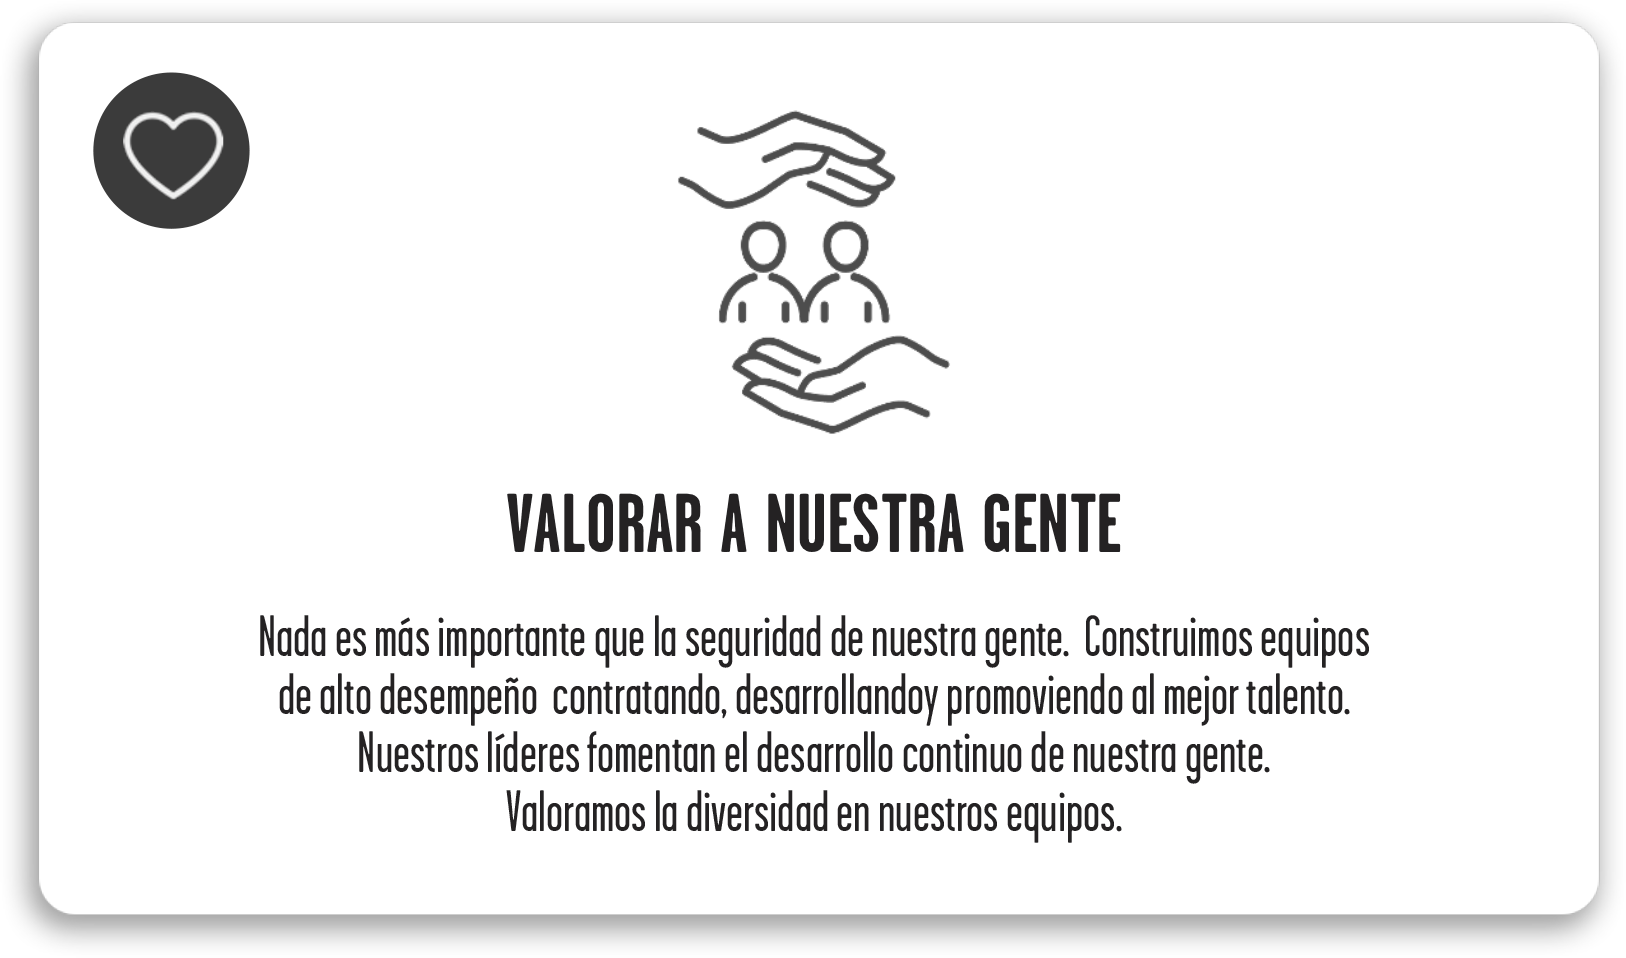 VALORAR A NUESTRA GENTE
Nada es más importante que la seguridad de nuestra gente.  Construimos equipos
de alto desempeño  contratando, desarrollandoy promoviendo al mejor talento.
Nuestros líderes fomentan el desarrollo continuo de nuestra gente.
Valoramos la diversidad en nuestros equipos.